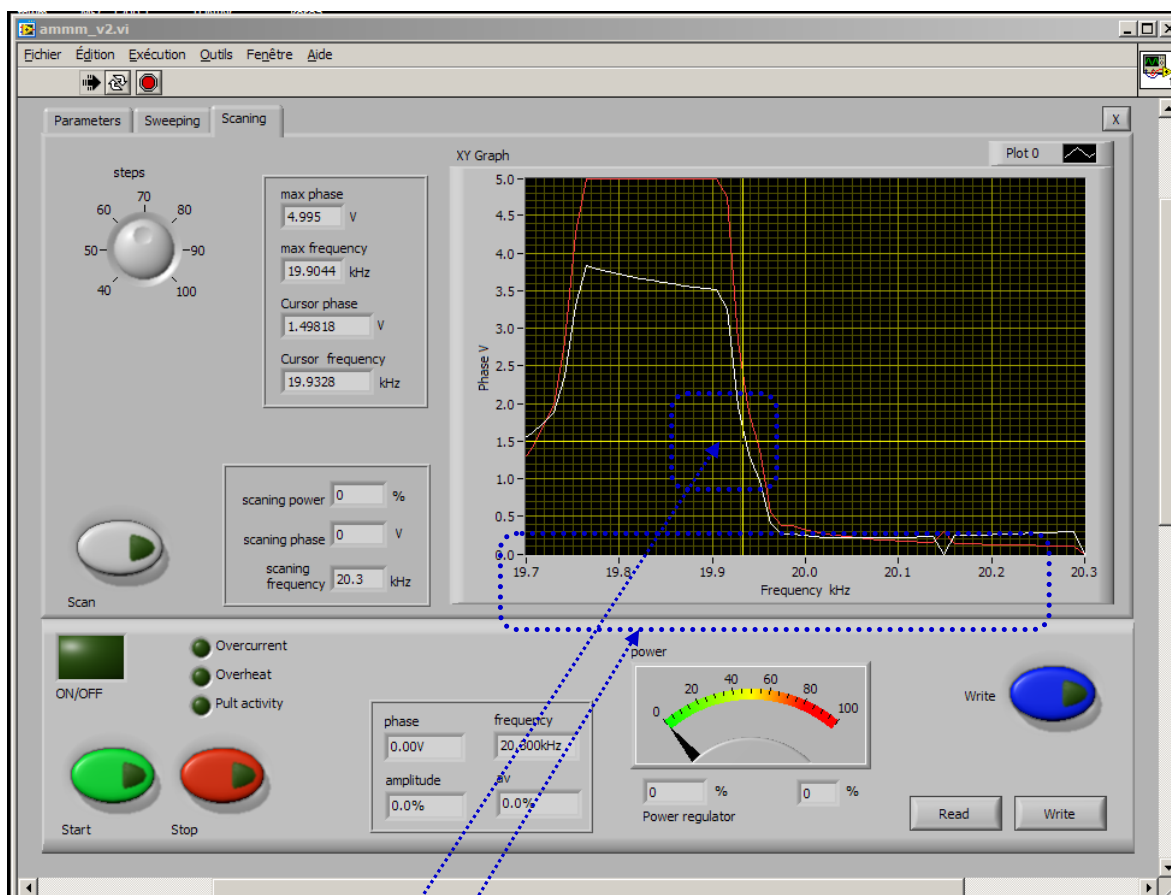 ammm_v2.vi
Fichier Édition Exécution Outils Fenêtre Aide
Parameters Sweeping Scaning X
steps
70
60 80
50 90
40 100
max phase
4.995 V
max frequency
19.9044 kHz
Cursor phase
1.49818 V
Cursor frequency
19.9328 kHz
XY Graph
Plot 0
Phase V
5.0
4.5
4.0
3.5
3.0
2.5
2.0
1.5
1.0
0.5
0.0
19.7 19.8 19.9 20.0 20.1 20.2 20.3
Frequency kHz
scaning power 0 %
scaning phase 0 V
scaning
frequency 20.3 kHz
Scan
ON/OFF
Overcurrent
Overheat
Pult activity
Start
Stop
phase frequency
0.00V 20.300kHz
amplitude
0.0% 0.0%
power
0 20 40 60 80 100
0 % 0 %
Power regulator
Write
Read Write